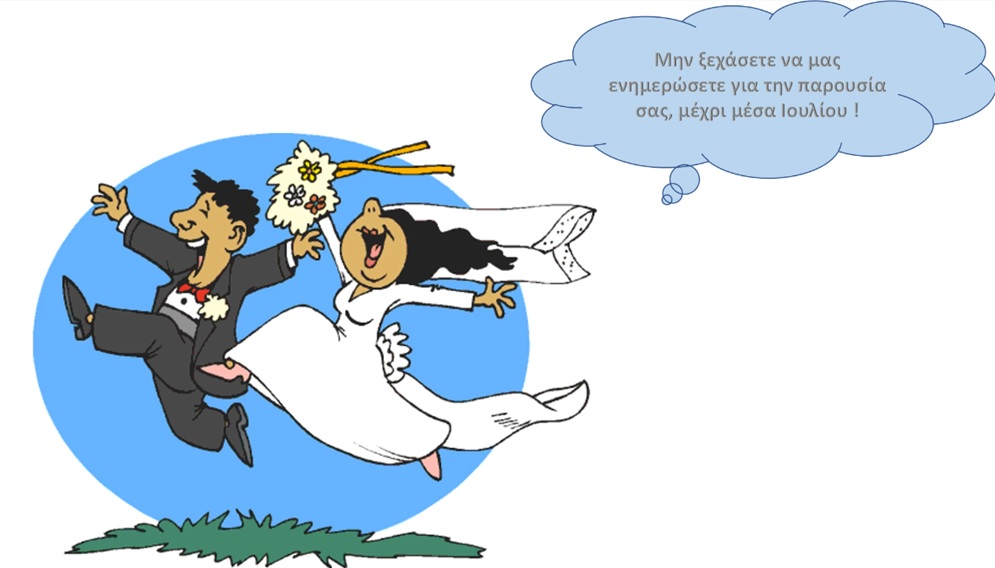 Μην ξεχάσετε να μας
ενημερώσετε για την παρουσία
σας, μέχρι μέσα Ιουλίου !